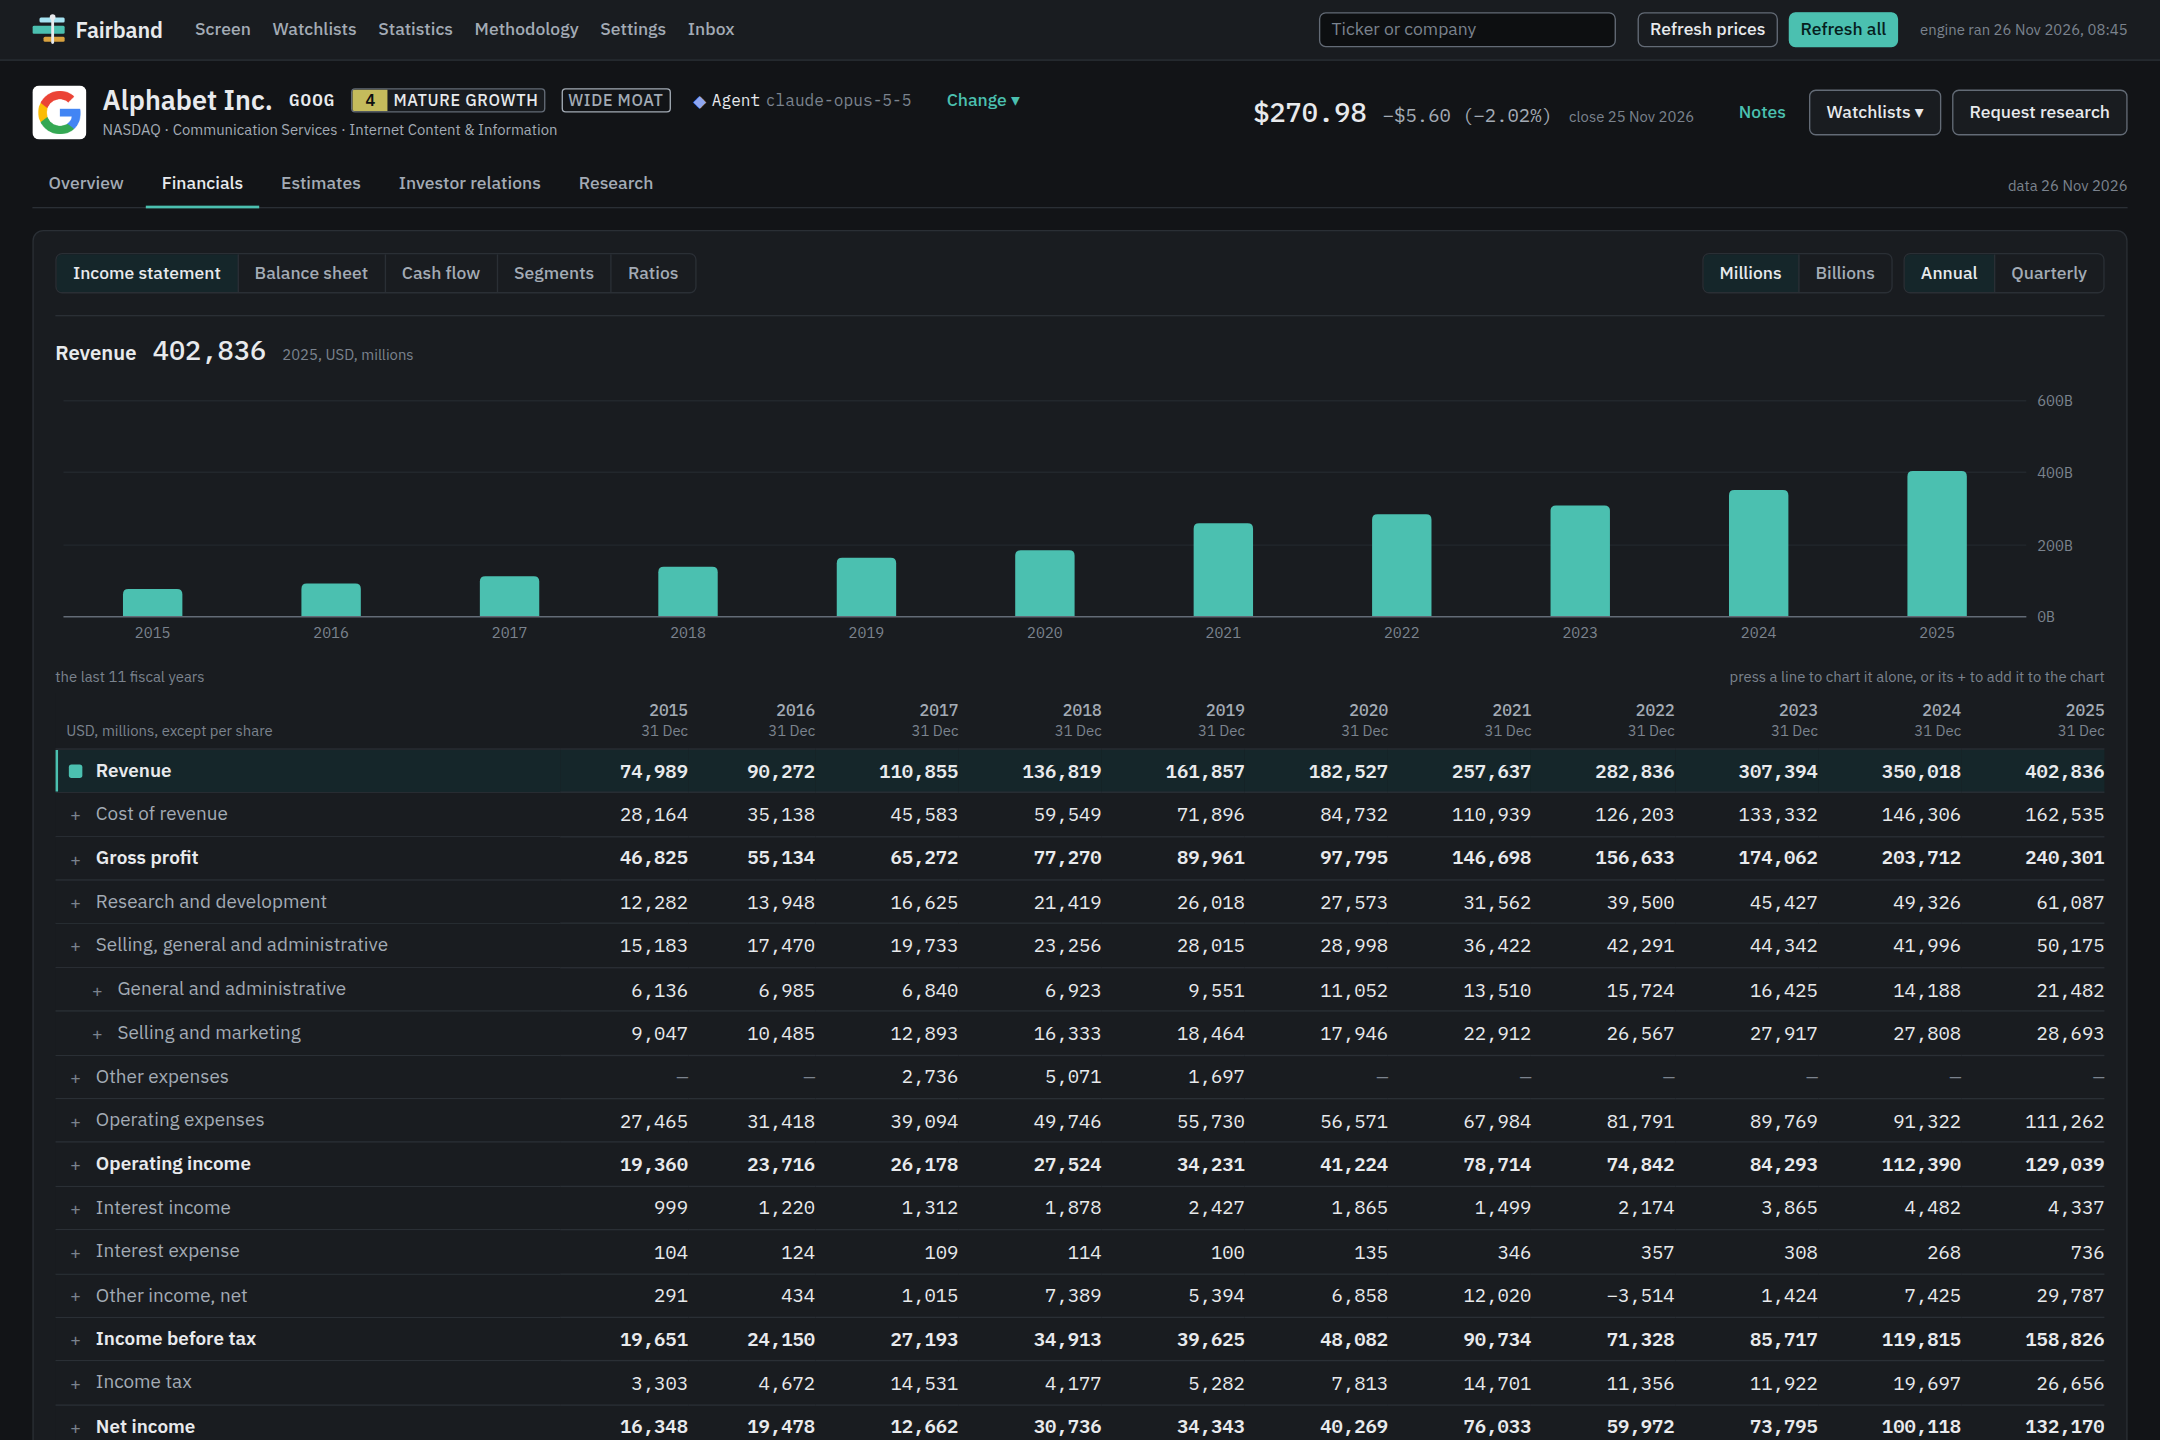 Fairband Screen Watchlists Statistics Methodology Settings Inbox Ticker or company Refresh prices Refresh all engine ran 26 Nov 2026, 08:45
Alphabet Inc. GOOG 4 MATURE GROWTH WIDE MOAT ◆ Agent claude-opus-5-5 Change ▾ $270.98 −$5.60 (−2.02%) close 25 Nov 2026 Notes Watchlists ▾ Request research
NASDAQ · Communication Services · Internet Content & Information
Overview Financials Estimates Investor relations Research data 26 Nov 2026
Income statement Balance sheet Cash flow Segments Ratios Millions Billions Annual Quarterly
Revenue 402,836 2025, USD, millions
600B
400B
200B
0B
2015 2016 2017 2018 2019 2020 2021 2022 2023 2024 2025
the last 11 fiscal years press a line to chart it alone, or its + to add it to the chart
2015 2016 2017 2018 2019 2020 2021 2022 2023 2024 2025
USD, millions, except per share 31 Dec 31 Dec 31 Dec 31 Dec 31 Dec 31 Dec 31 Dec 31 Dec 31 Dec 31 Dec 31 Dec
Revenue 74,989 90,272 110,855 136,819 161,857 182,527 257,637 282,836 307,394 350,018 402,836
+ Cost of revenue 28,164 35,138 45,583 59,549 71,896 84,732 110,939 126,203 133,332 146,306 162,535
+ Gross profit 46,825 55,134 65,272 77,270 89,961 97,795 146,698 156,633 174,062 203,712 240,301
+ Research and development 12,282 13,948 16,625 21,419 26,018 27,573 31,562 39,500 45,427 49,326 61,087
+ Selling, general and administrative 15,183 17,470 19,733 23,256 28,015 28,998 36,422 42,291 44,342 41,996 50,175
+ General and administrative 6,136 6,985 6,840 6,923 9,551 11,052 13,510 15,724 16,425 14,188 21,482
+ Selling and marketing 9,047 10,485 12,893 16,333 18,464 17,946 22,912 26,567 27,917 27,808 28,693
+ Other expenses — — 2,736 5,071 1,697 — — — — — —
+ Operating expenses 27,465 31,418 39,094 49,746 55,730 56,571 67,984 81,791 89,769 91,322 111,262
+ Operating income 19,360 23,716 26,178 27,524 34,231 41,224 78,714 74,842 84,293 112,390 129,039
+ Interest income 999 1,220 1,312 1,878 2,427 1,865 1,499 2,174 3,865 4,482 4,337
+ Interest expense 104 124 109 114 100 135 346 357 308 268 736
+ Other income, net 291 434 1,015 7,389 5,394 6,858 12,020 −3,514 1,424 7,425 29,787
+ Income before tax 19,651 24,150 27,193 34,913 39,625 48,082 90,734 71,328 85,717 119,815 158,826
+ Income tax 3,303 4,672 14,531 4,177 5,282 7,813 14,701 11,356 11,922 19,697 26,656
+ Net income 16,348 19,478 12,662 30,736 34,343 40,269 76,033 59,972 73,795 100,118 132,170